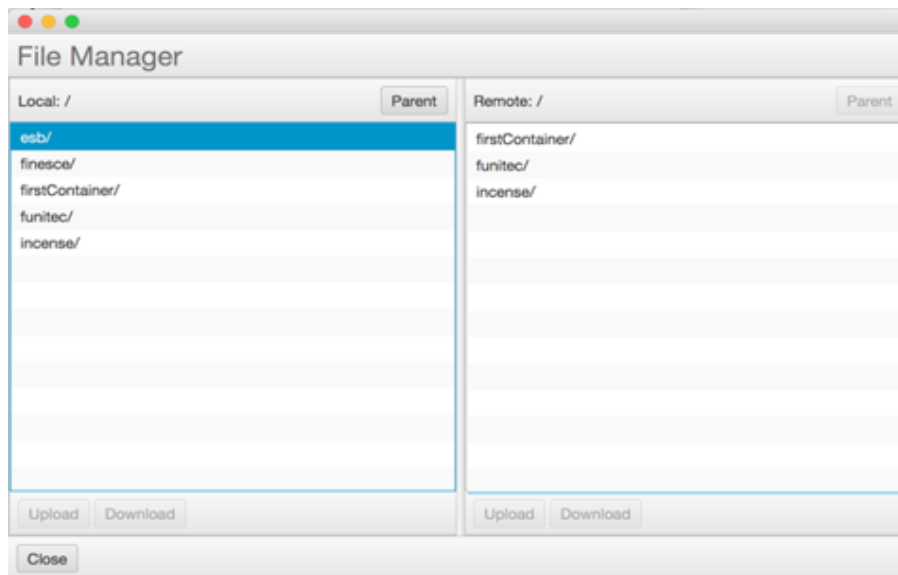 File Manager
Local: /
Parent
esb/
finesce/
firstContainer/
funitec/
incense/
Upload
Download
Remote: /
Parent
firstContainer/
funitec/
incense/
Upload
Download
Close